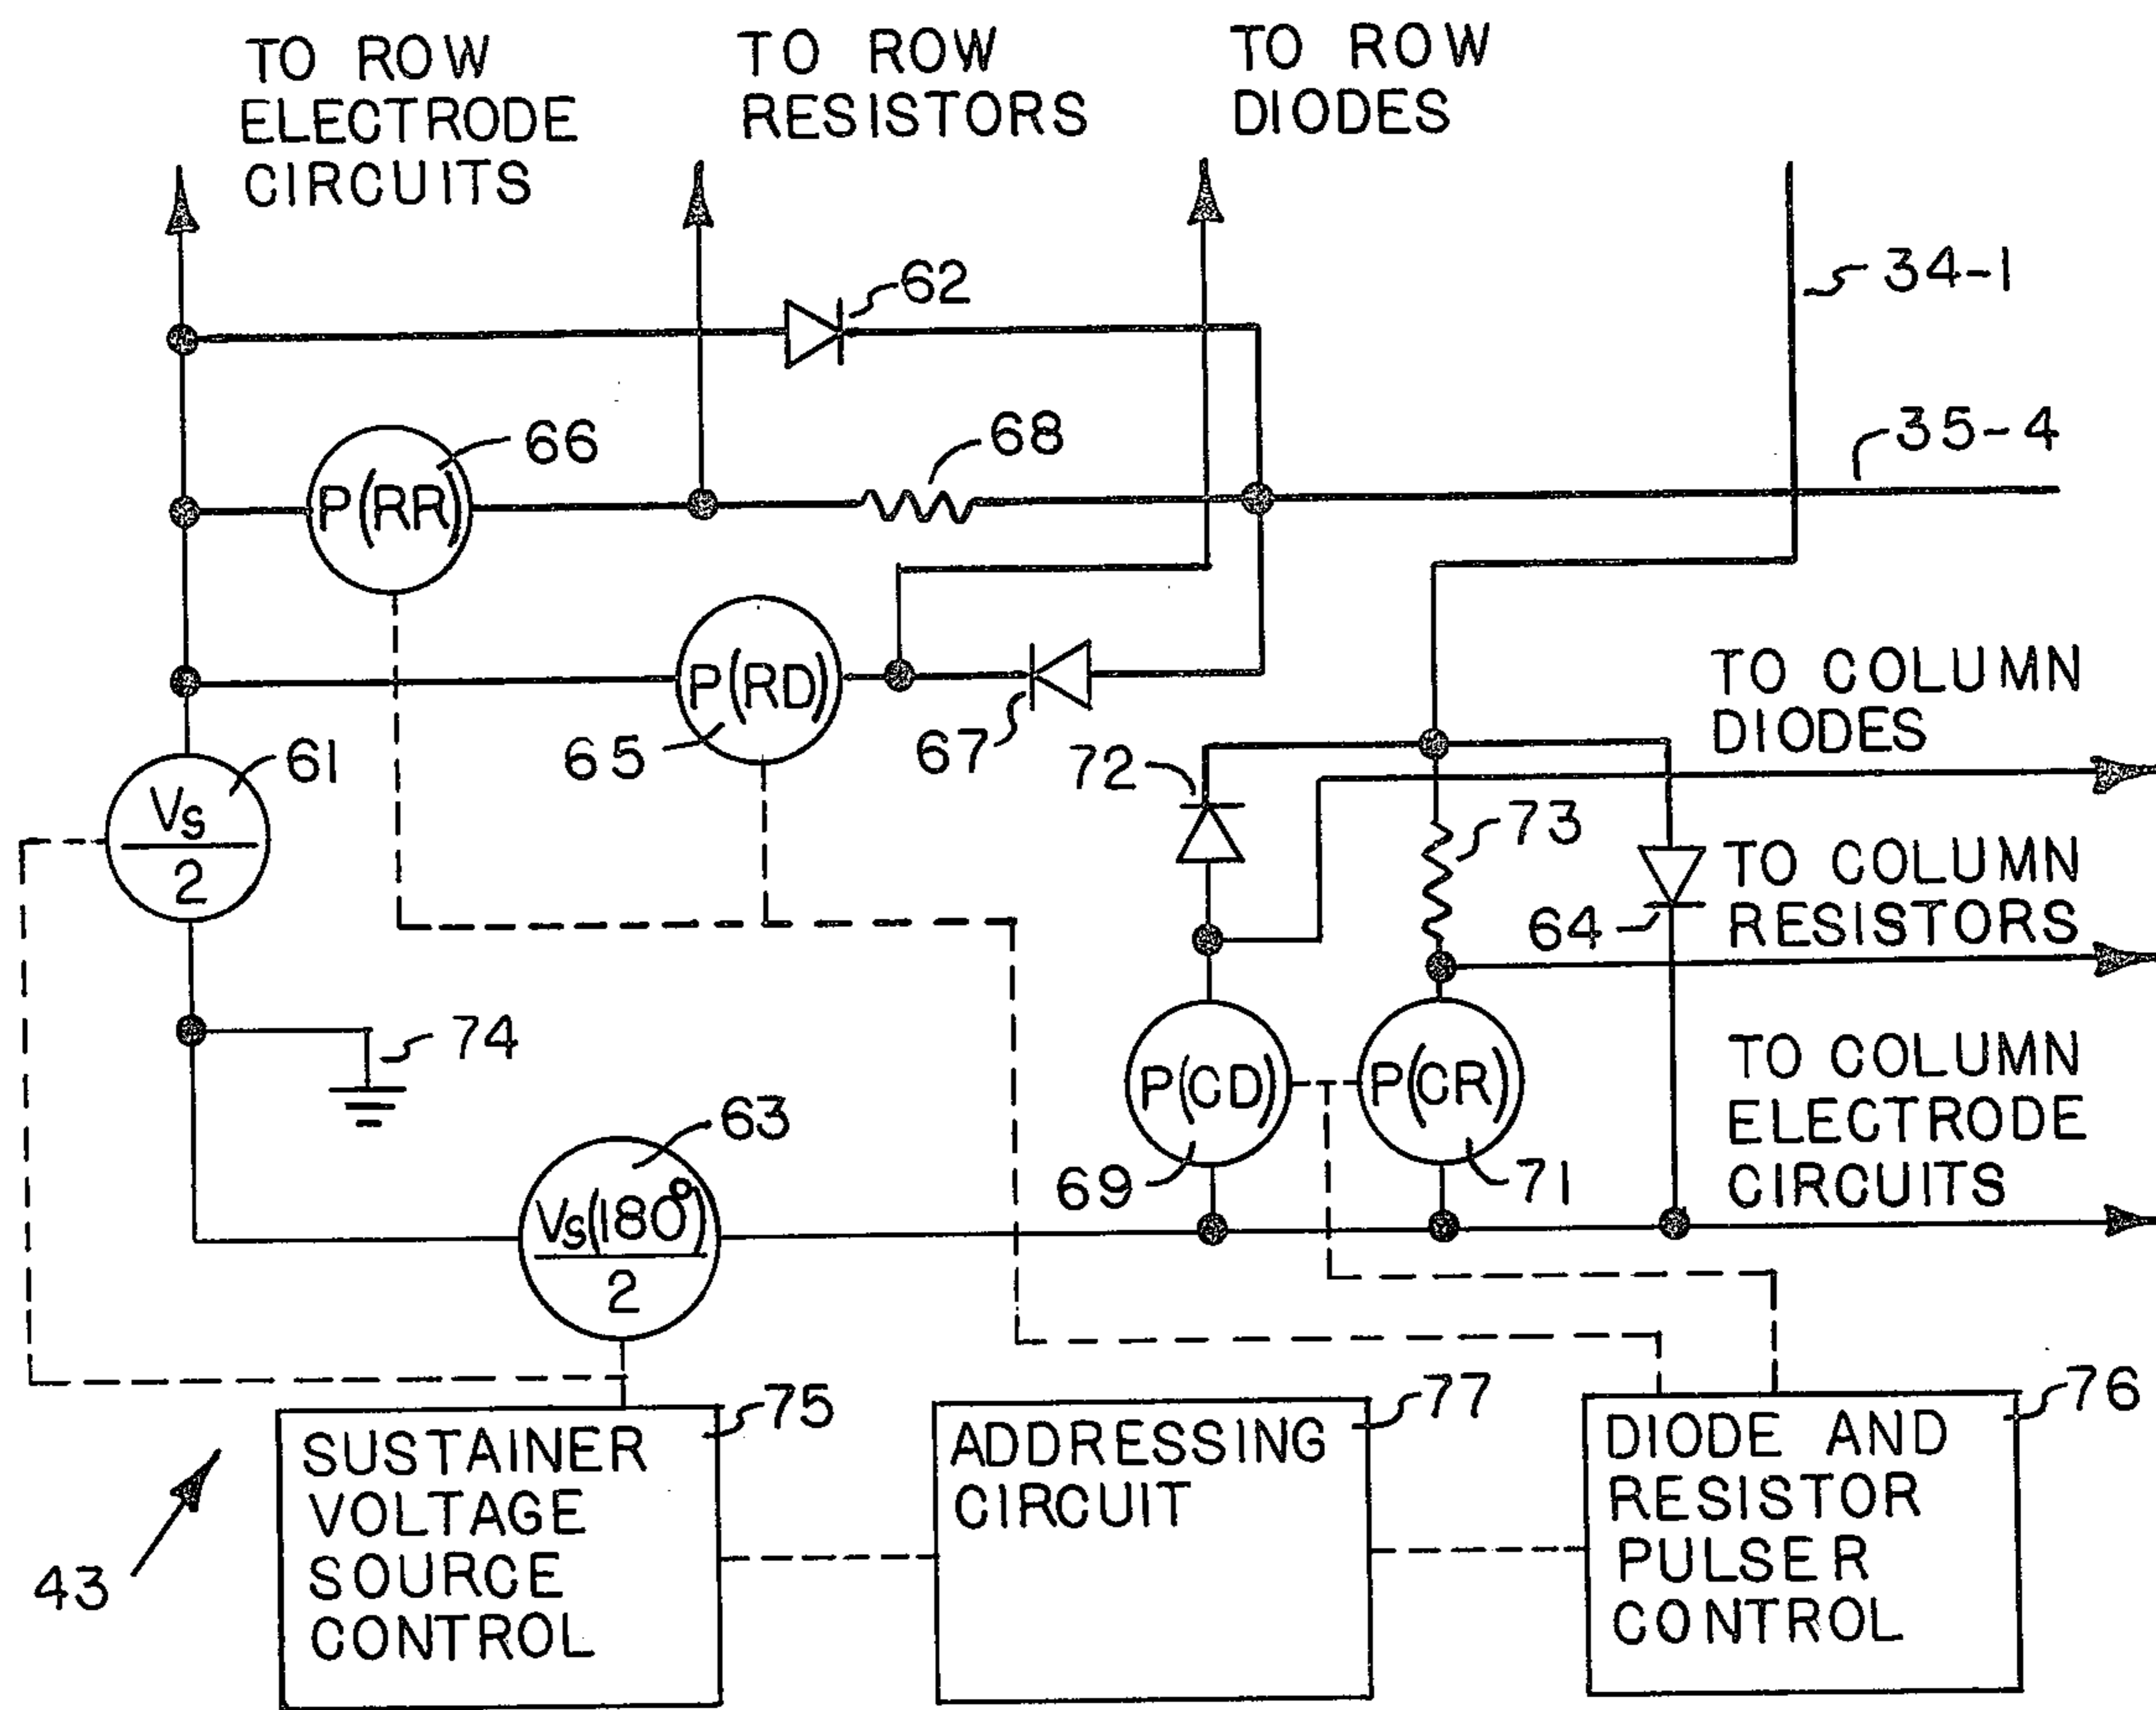 TO ROW
ELECTRODE
CIRCUITS
TO ROW
RESISTORS
TO ROW
DIODES
62
34-1
66
68
35-4
P(RR)
P(RD)
65
67
61
Vs
2
72
73
64
TO COLUMN
DIODES
TO COLUMN
RESISTORS
74
P(CD)
P(CR)
69
71
TO COLUMN
ELECTRODE
CIRCUITS
63
Vs(180°)
2
75
77
76
SUSTAINER
VOLTAGE
SOURCE
CONTROL
ADDRESSING
CIRCUIT
DIODE AND
RESISTOR
PULSER
CONTROL
43